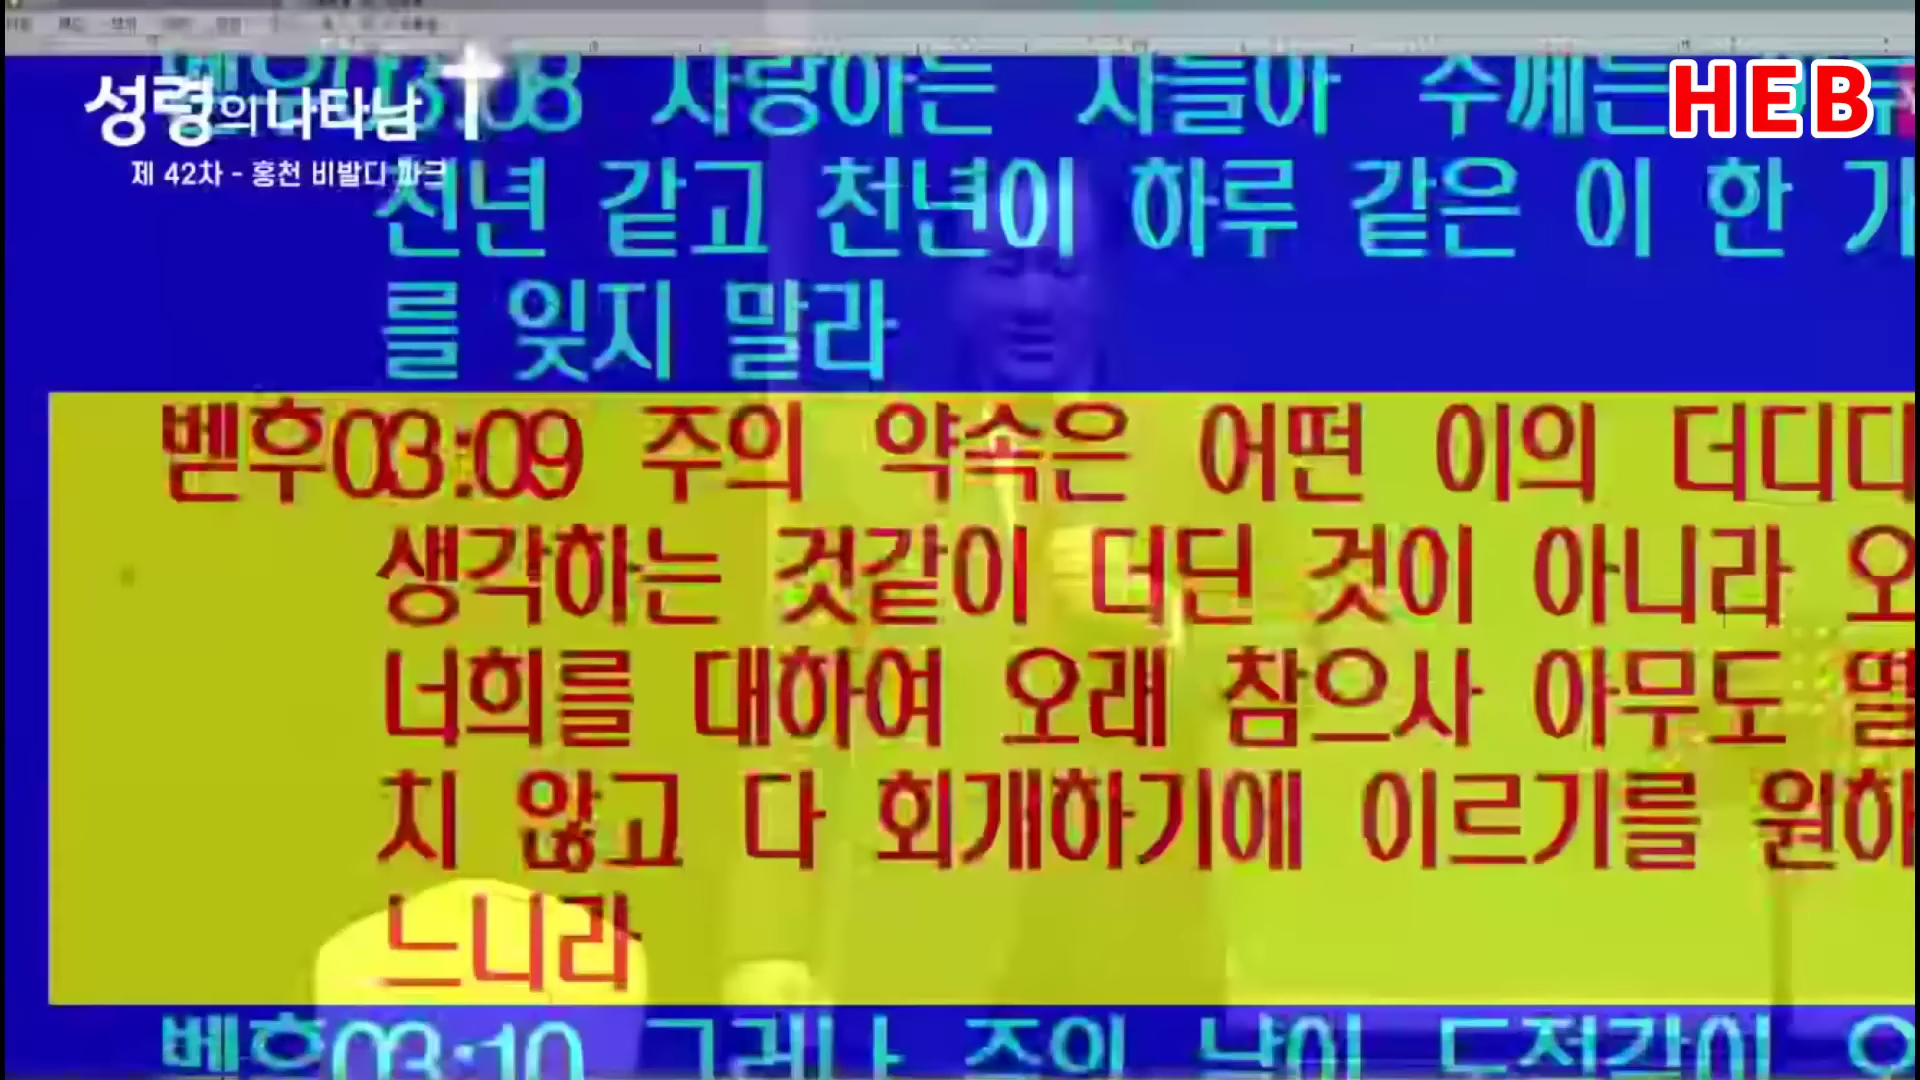 성령의 나타남
제 42차 - 홍천 비발디 파크
HEB
벧후03:08 사랑하는 자들아 주께는
천년 같고 천년이 하루 같은 이 한 가
를 잊지 말라
벧후03:09 주의 약속은 어떤 이의 더디다
생각하는 것같이 더딘 것이 아니라 오
너희를 대하여 오래 참으사 아무도 멸
치 않고 다 회개하기에 이르기를 원하
느니라
벧후03:10 그러나 주의 날이 도적같이 오